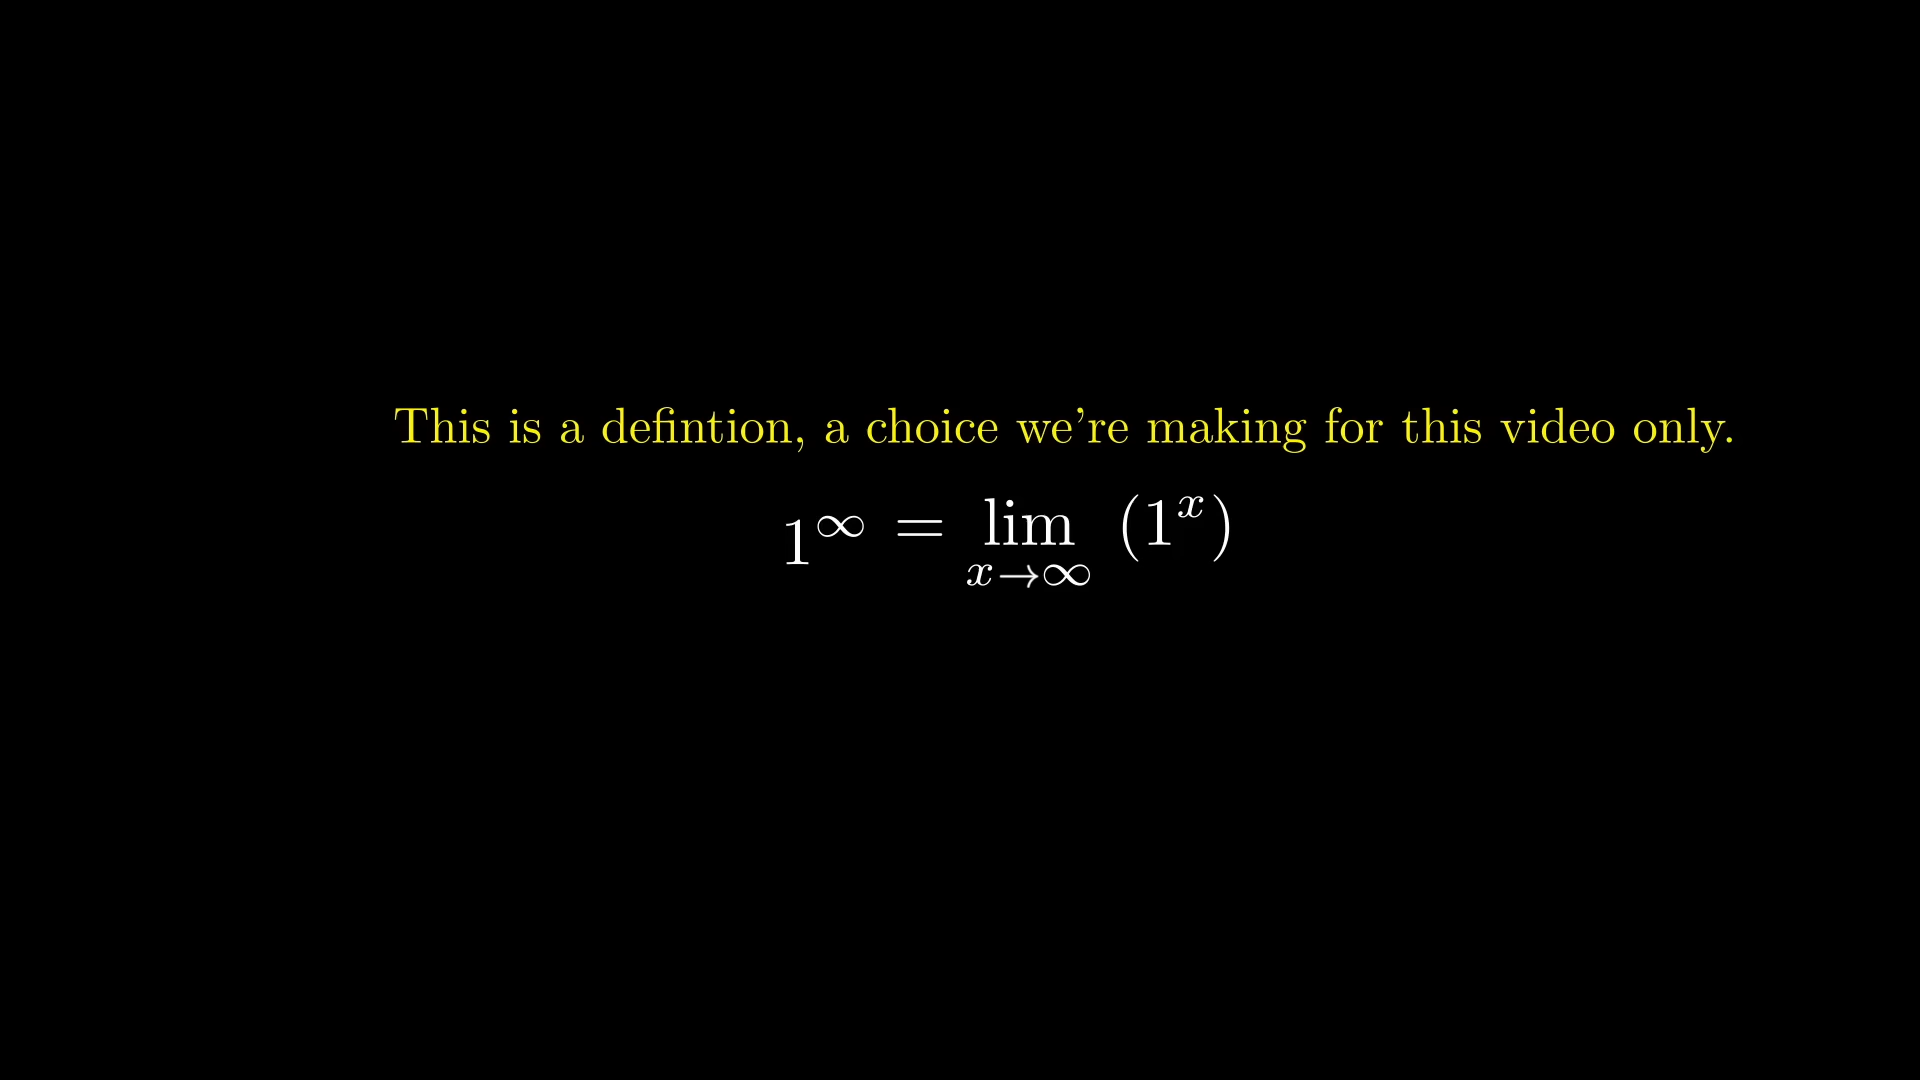 This is a defintion, a choice we're making for this video only.
1^∞ = lim_{x→∞} (1^x)